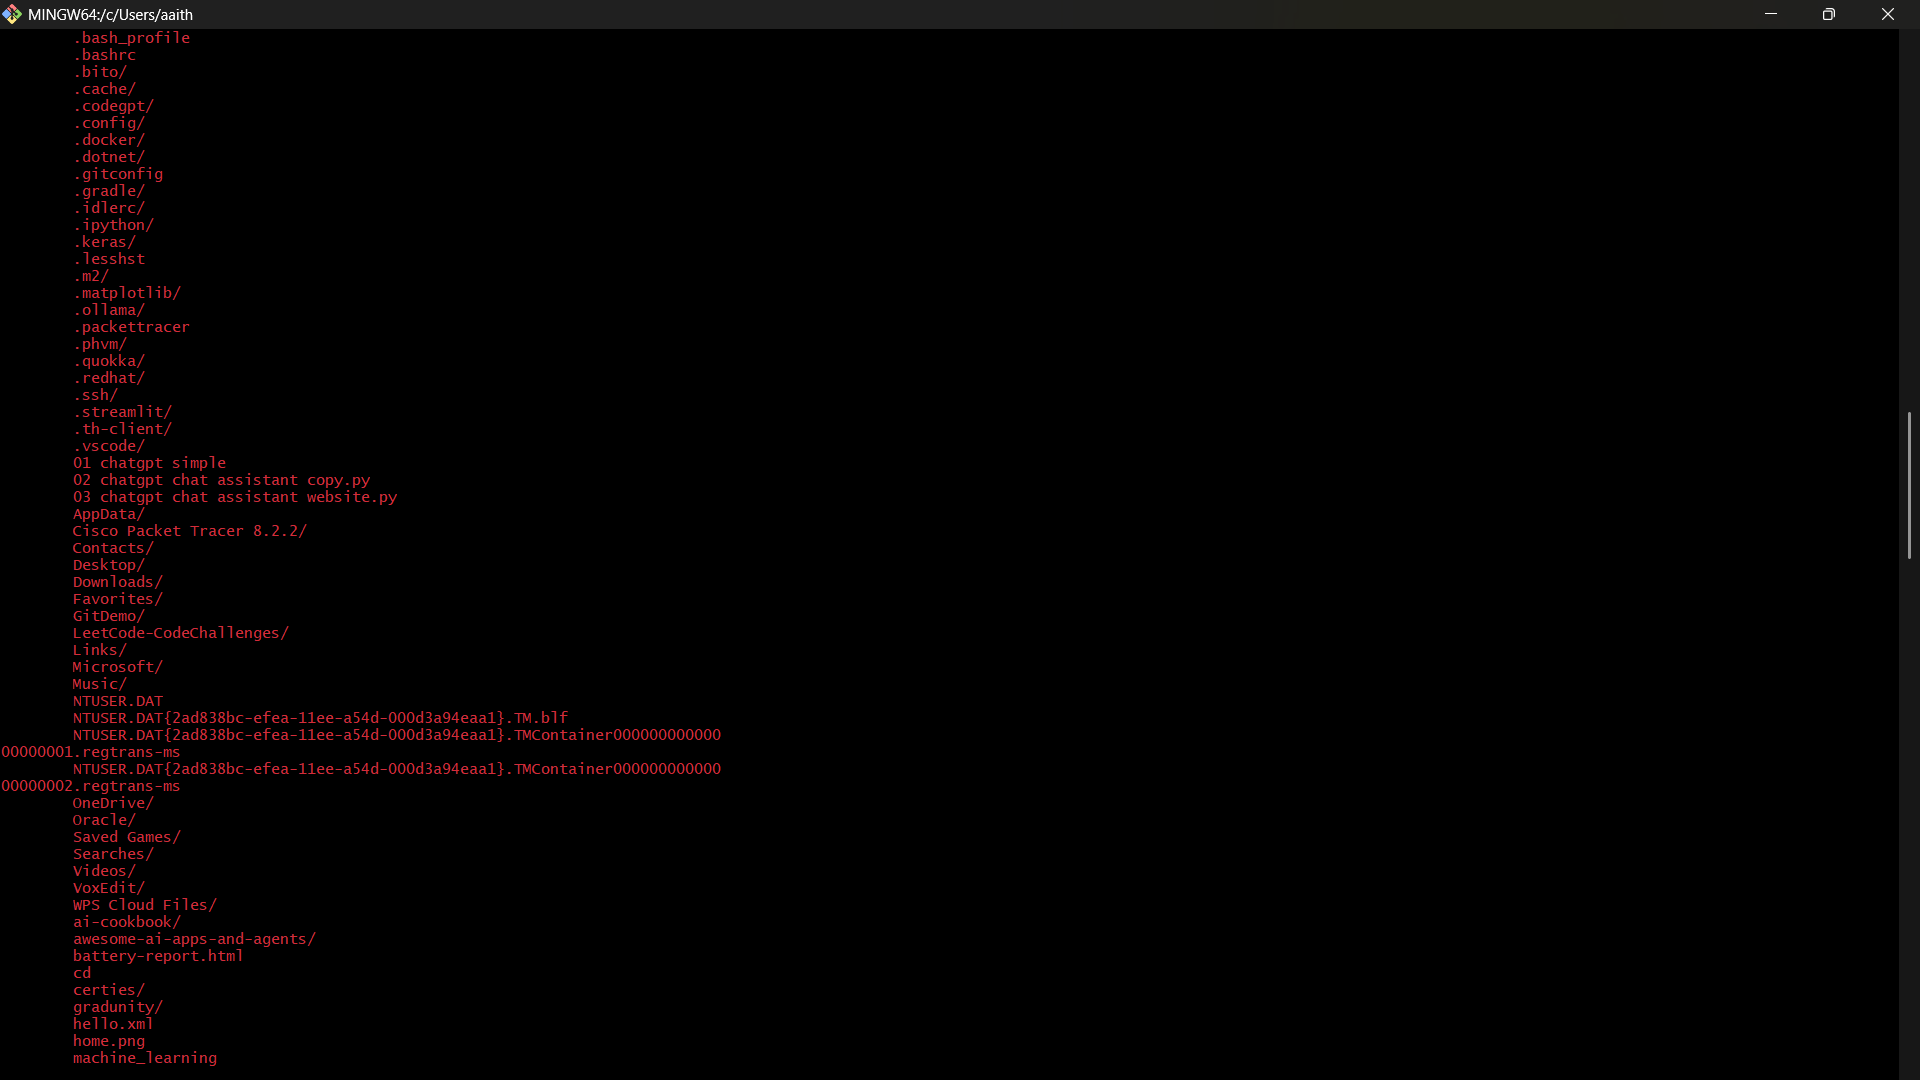 MINGW64:/c/Users/aaith
.bash_profile
.bashrc
.bito/
.cache/
.codegpt/
.config/
.docker/
.dotnet/
.gitconfig
.gradle/
.idlerc/
.ipython/
.keras/
.lesshst
.m2/
.matplotlib/
.ollama/
.packettracer
.phvm/
.quokka/
.redhat/
.ssh/
.streamlit/
.th-client/
.vscode/
01 chatgpt simple
02 chatgpt chat assistant copy.py
03 chatgpt chat assistant website.py
AppData/
Cisco Packet Tracer 8.2.2/
Contacts/
Desktop/
Downloads/
Favorites/
GitDemo/
LeetCode-CodeChallenges/
Links/
Microsoft/
Music/
NTUSER.DAT
NTUSER.DAT{2ad838bc-efea-11ee-a54d-000d3a94eaa1}.TM.blf
NTUSER.DAT{2ad838bc-efea-11ee-a54d-000d3a94eaa1}.TMContainer000000000000
00000001.regtrans-ms
NTUSER.DAT{2ad838bc-efea-11ee-a54d-000d3a94eaa1}.TMContainer000000000000
00000002.regtrans-ms
OneDrive/
Oracle/
Saved Games/
Searches/
Videos/
VoxEdit/
WPS Cloud Files/
ai-cookbook/
awesome-ai-apps-and-agents/
battery-report.html
cd
certies/
gradunity/
hello.xml
home.png
machine_learning